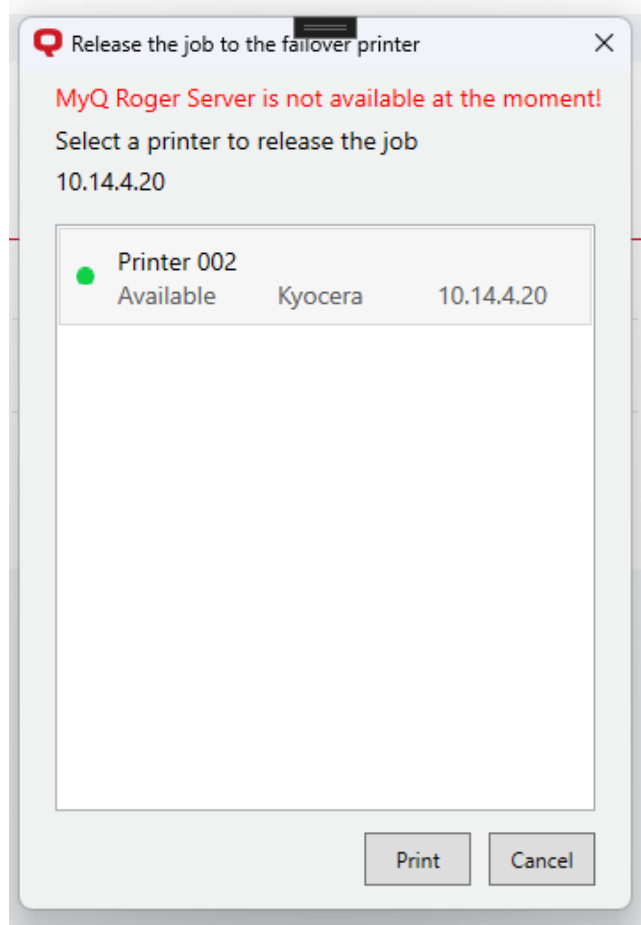 Release the job to the failover printer
MyQ Roger Server is not available at the moment!
Select a printer to release the job
10.14.4.20
Printer 002
Available Kyocera 10.14.4.20
Print Cancel